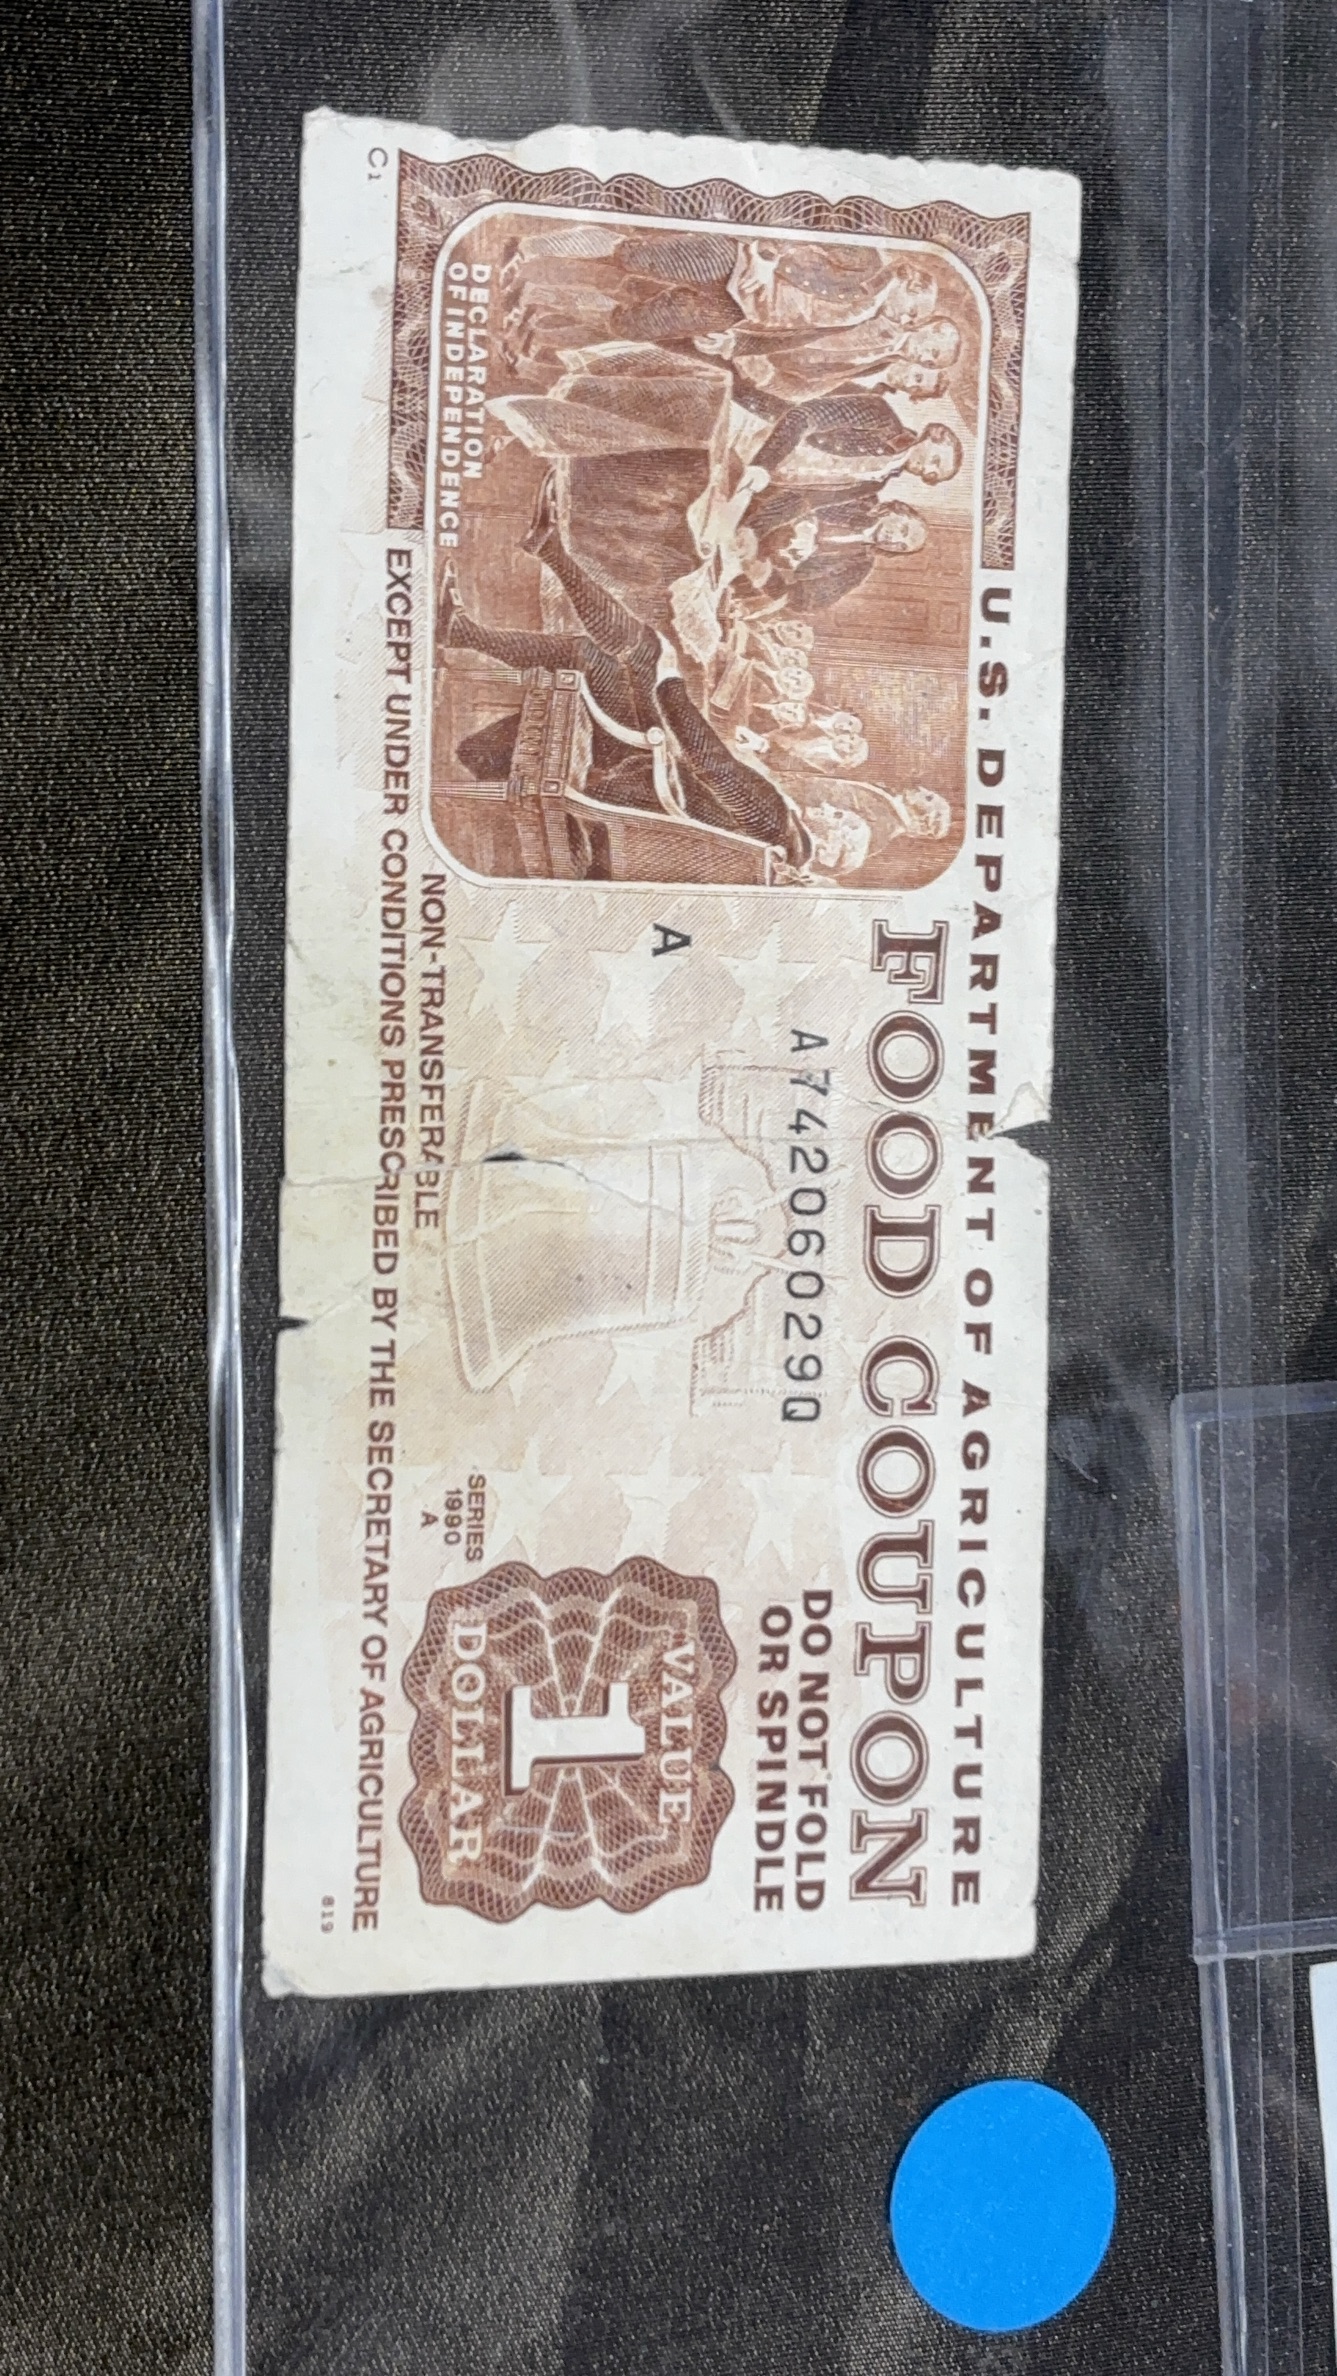 U.S. DEPARTMENT OF AGRICULTURE
FOOD COUPON
A74206029Q
DO NOT FOLD
OR SPINDLE
A
DECLARATION
OF INDEPENDENCE
VALUE
1
DOLLAR
SERIES
1990
A
NON-TRANSFERABLE
EXCEPT UNDER CONDITIONS PRESCRIBED BY THE SECRETARY OF AGRICULTURE
C1
819